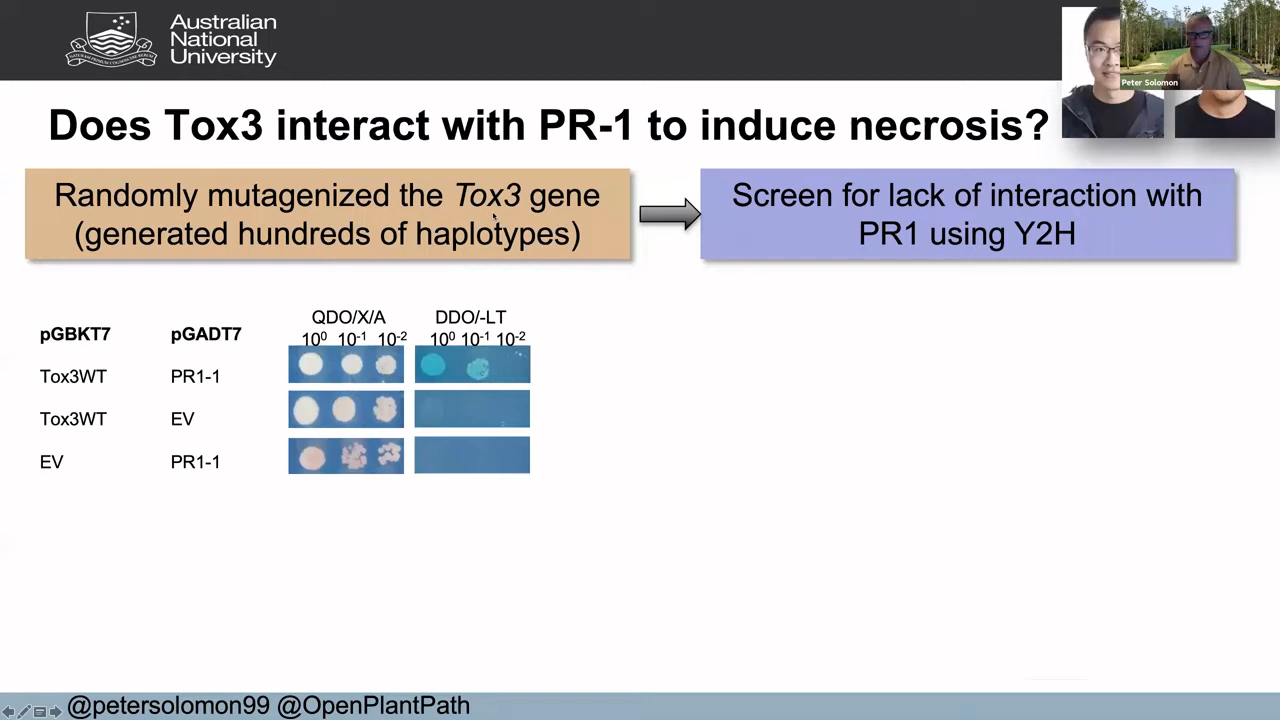 Australian
National
University
Peter Solomon
Does Tox3 interact with PR-1 to induce necrosis?
Randomly mutagenized the Tox3 gene
(generated hundreds of haplotypes)
Screen for lack of interaction with
PR1 using Y2H
QDO/X/A DDO/-LT
pGBKT7 pGADT7 10⁰ 10⁻¹ 10⁻² 10⁰ 10⁻¹ 10⁻²
Tox3WT PR1-1
Tox3WT EV
EV PR1-1
@petersolomon99 @OpenPlantPath